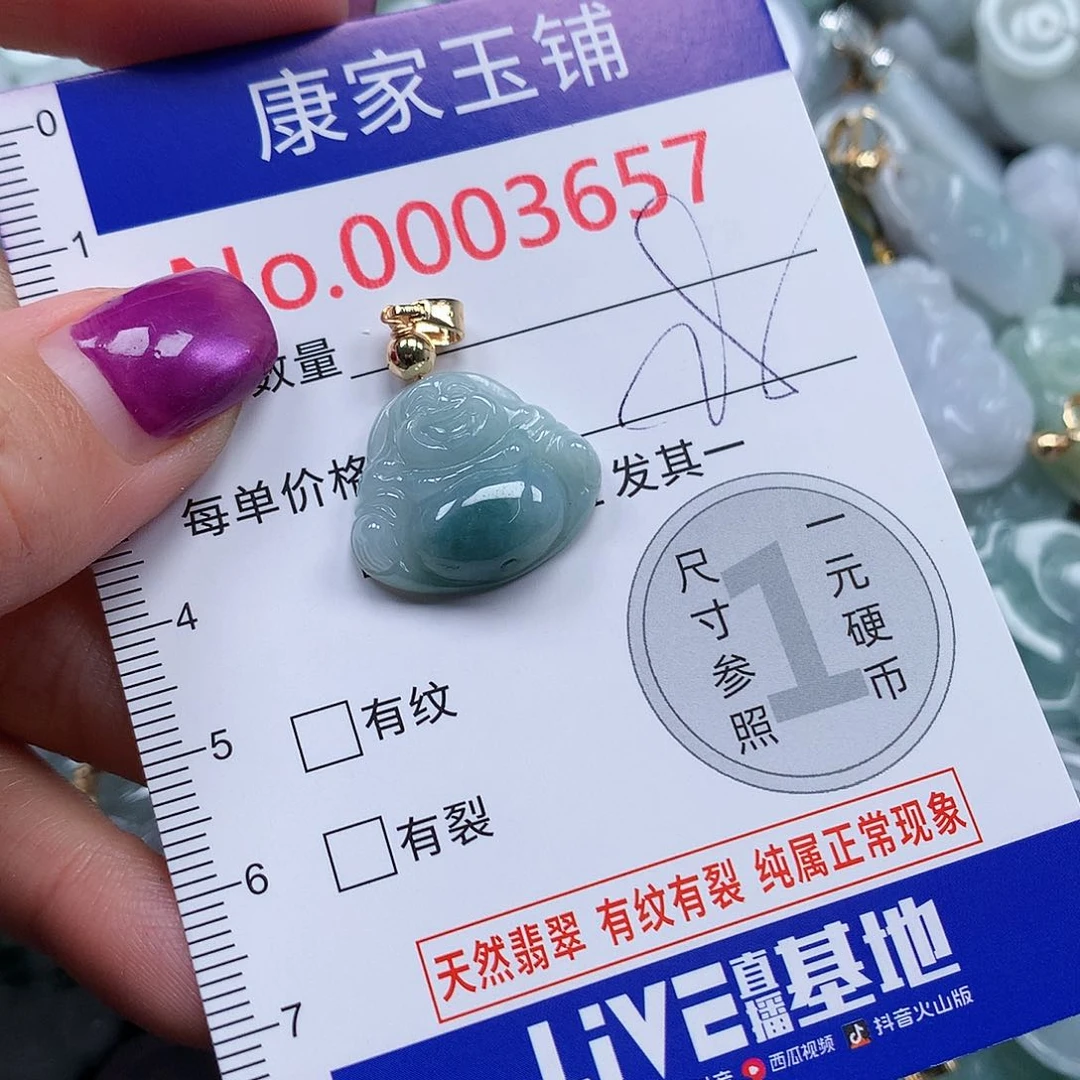 康家玉铺
No.0003657
0
1
数量
每单价格
发其一
4
5
6
7
尺寸参照
一元硬币
1
有纹
有裂
天然翡翠 有纹有裂 纯属正常现象
LiVE直播基地
西瓜视频 抖音火山版